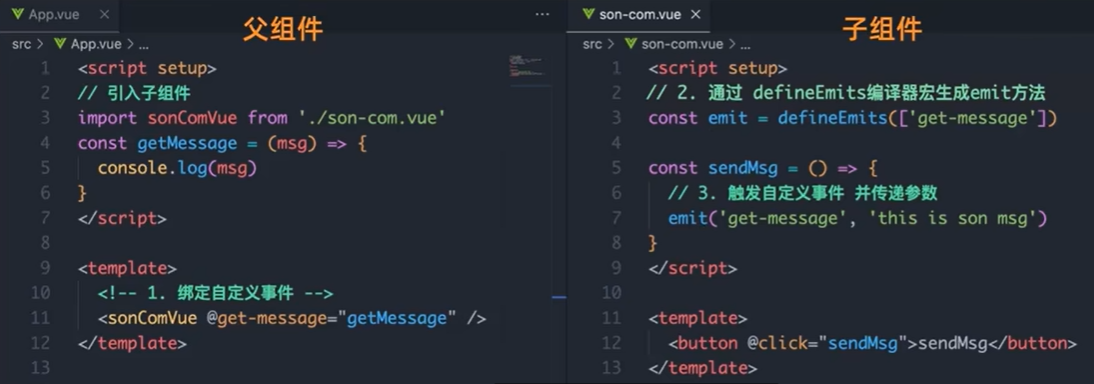 App.vue ×
父组件
···
src > App.vue > ...
1 <script setup>
2 // 引入子组件
3 import sonComVue from './son-com.vue'
4 const getMessage = (msg) => {
5 console.log(msg)
6 }
7 </script>
8
9 <template>
10 <!-- 1. 绑定自定义事件 -->
11 <sonComVue @get-message="getMessage" />
12 </template>
13
son-com.vue ×
子组件
src > son-com.vue > ...
1 <script setup>
2 // 2. 通过 defineEmits编译器宏生成emit方法
3 const emit = defineEmits(['get-message'])
4
5 const sendMsg = () => {
6 // 3. 触发自定义事件 并传递参数
7 emit('get-message', 'this is son msg')
8 }
9 </script>
10
11 <template>
12 <button @click="sendMsg">sendMsg</button>
13 </template>